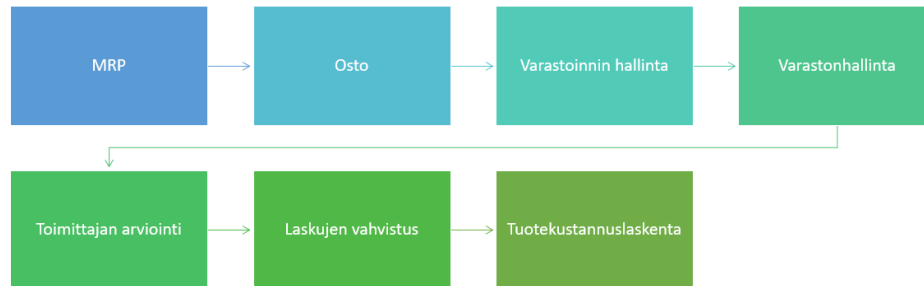 MRP
Osto
Varastoinnin hallinta
Varastonhallinta
Toimittajan arviointi
Laskujen vahvistus
Tuotekustannuslaskenta